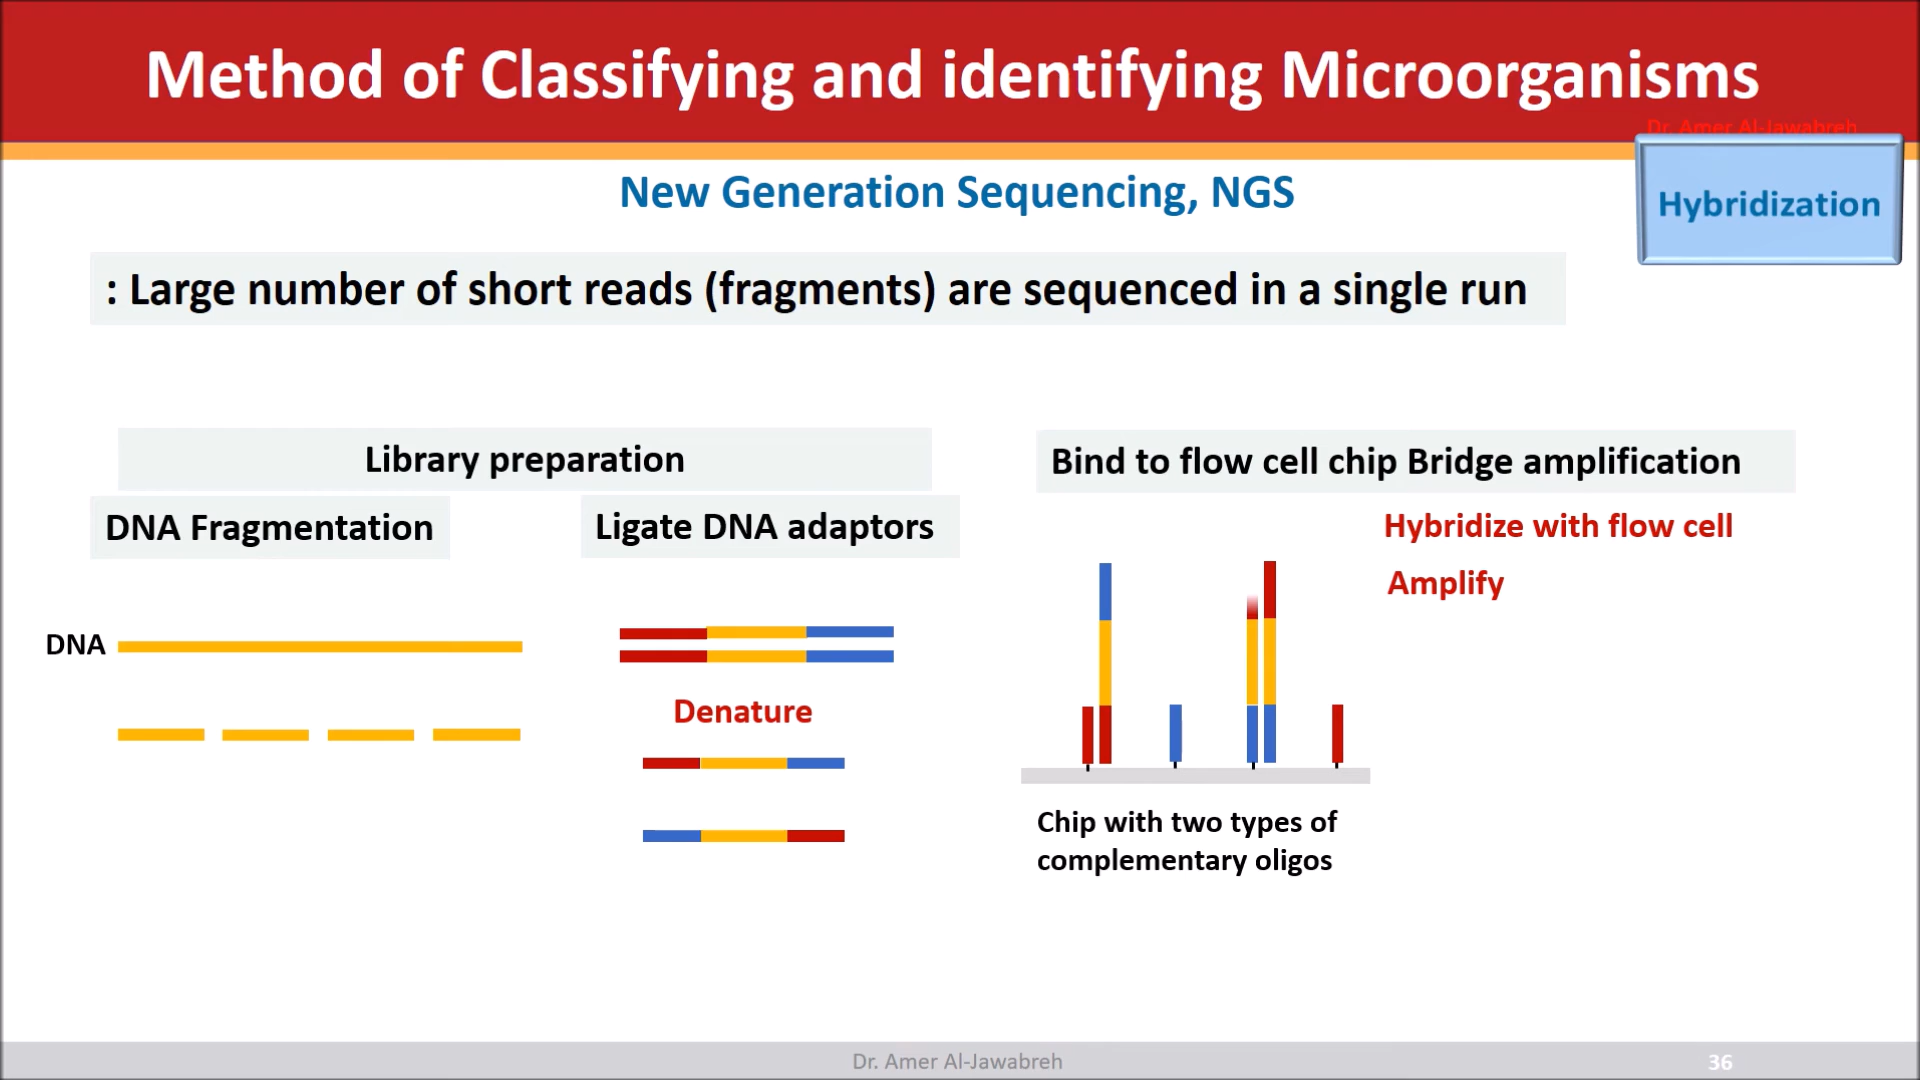 Method of Classifying and identifying Microorganisms
Dr. Amer Al-Jawabreh
Hybridization
New Generation Sequencing, NGS
: Large number of short reads (fragments) are sequenced in a single run
Library preparation
DNA Fragmentation
Ligate DNA adaptors
DNA
Denature
Bind to flow cell chip Bridge amplification
Hybridize with flow cell
Amplify
Chip with two types of
complementary oligos
Dr. Amer Al-Jawabreh
36